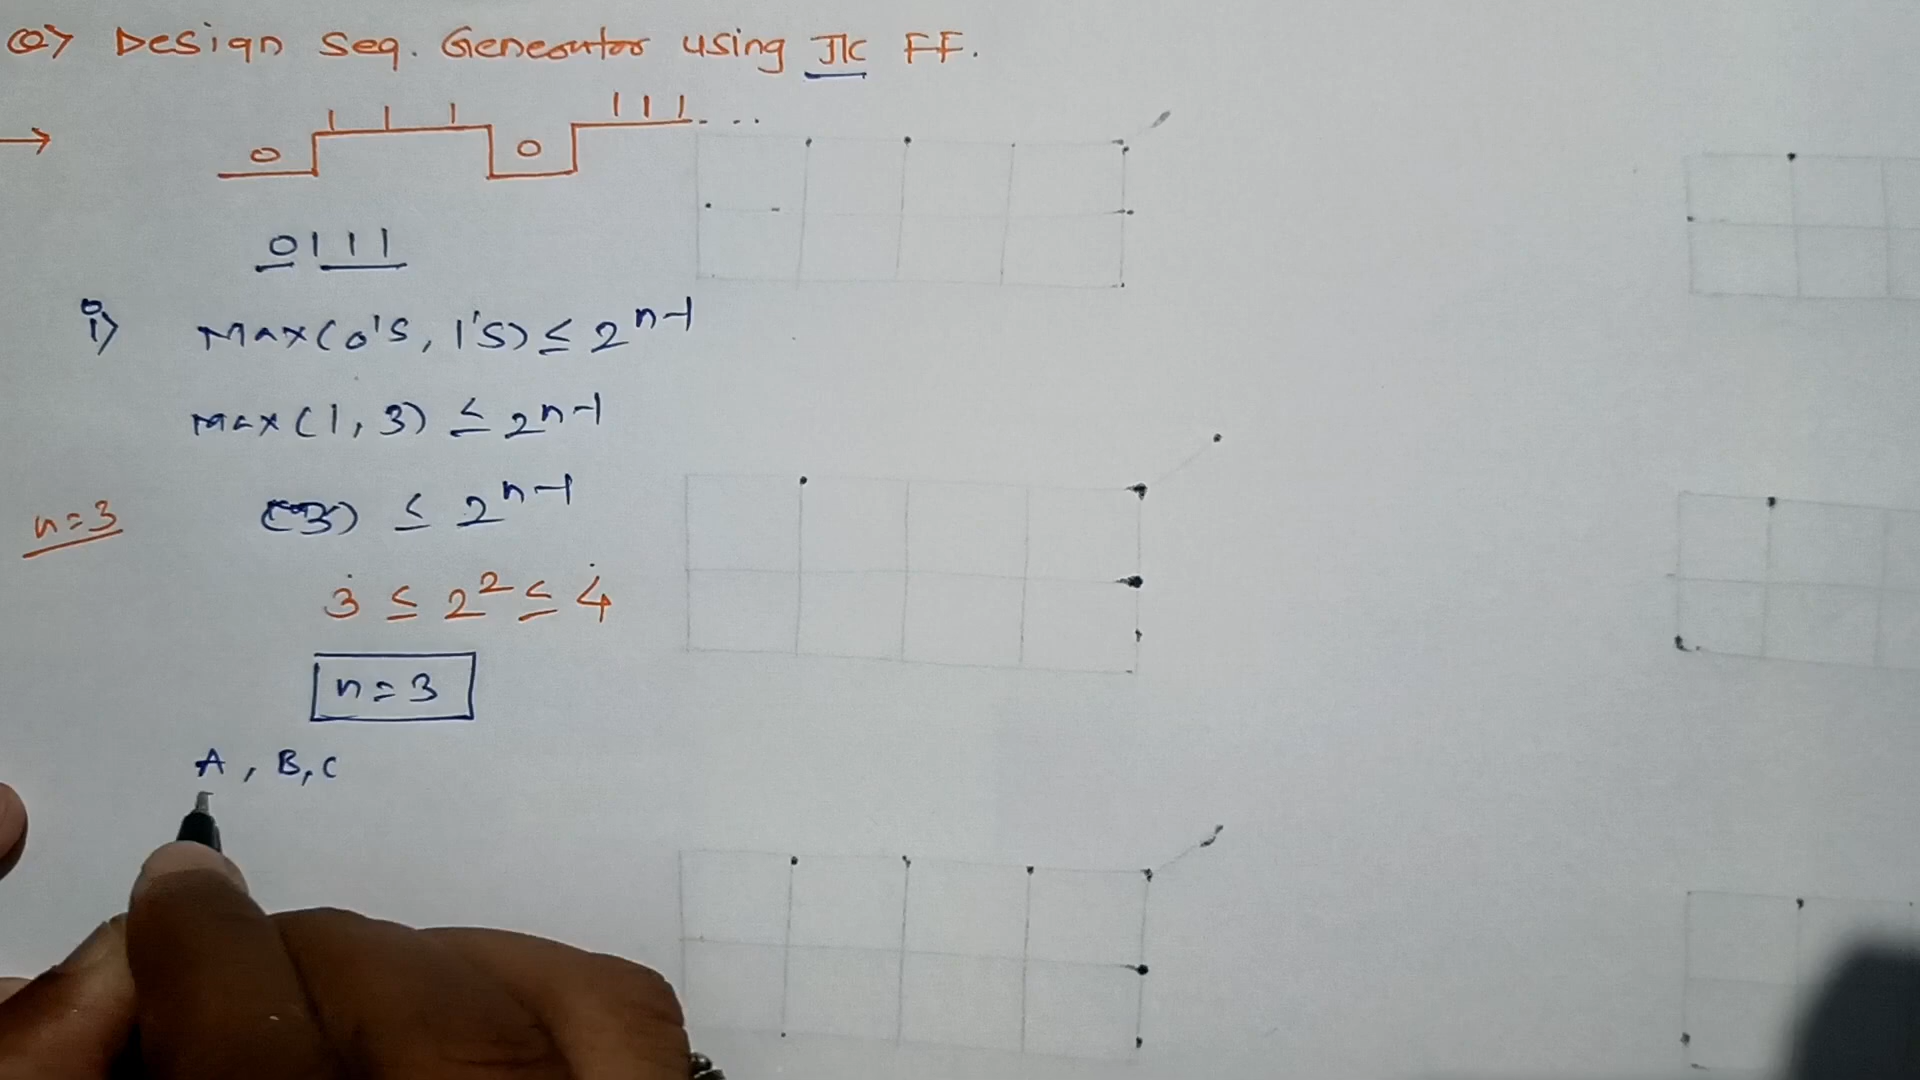 Q) Design Seq. Generator using JK FF.
→ 0 1 1 1 0 1 1 1 ...
0111
i) Max(0's, 1's) ≤ 2^n-1
Max(1, 3) ≤ 2^n-1
n=3 (3) ≤ 2^n-1
3 ≤ 2^2 ≤ 4
n=3
A, B, C